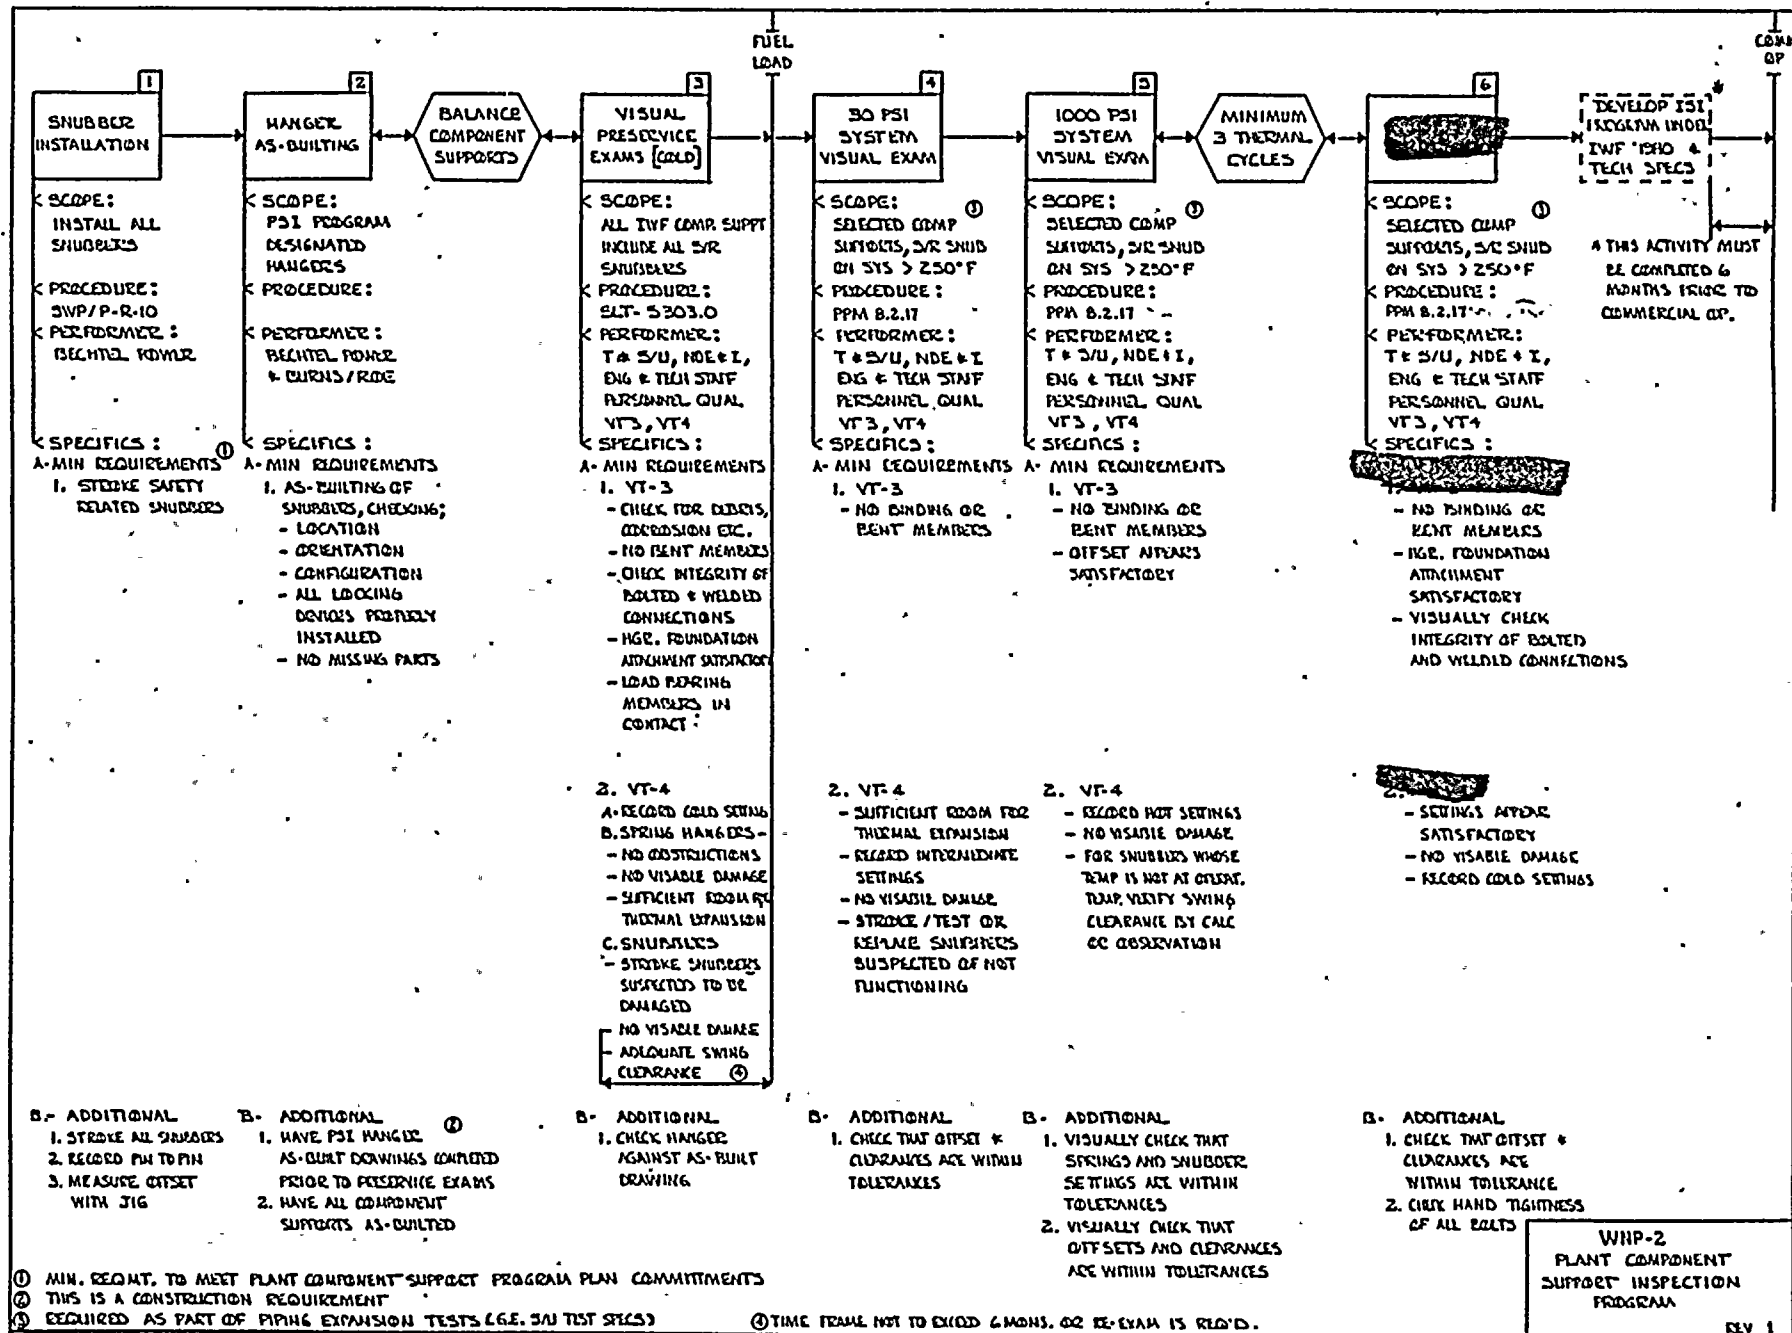 FUEL
LOAD
COMM
OP
1
SNUBBER
INSTALLATION
< SCOPE:
INSTALL ALL
SNUBBERS
< PROCEDURE:
SWP/P-R-10
< PERFORMER:
BECHTEL POWER
< SPECIFICS:
A- MIN REQUIREMENTS ①
1. STROKE SAFETY
RELATED SNUBBERS
B- ADDITIONAL
1. STROKE ALL SNUBBERS
2. RECORD PIN TO PIN
3. MEASURE OFFSET
WITH JIG
2
HANGER
AS-BUILTING
< SCOPE:
PSI PROGRAM
DESIGNATED
HANGERS
< PROCEDURE:
< PERFORMER:
BECHTEL POWER
& BURNS/ROE
< SPECIFICS:
A- MIN REQUIREMENTS
1. AS-BUILTING OF
SNUBBERS, CHECKING;
- LOCATION
- ORIENTATION
- CONFIGURATION
- ALL LOCKING
DEVICES PROPERLY
INSTALLED
- NO MISSING PARTS
B- ADDITIONAL ②
1. HAVE PSI HANGER
AS-BUILT DRAWINGS COMPLETED
PRIOR TO PRESERVICE EXAMS
2. HAVE ALL COMPONENT
SUPPORTS AS-BUILTED
BALANCE
COMPONENT
SUPPORTS
3
VISUAL
PRESERVICE
EXAMS [COLD]
< SCOPE:
ALL IWF COMP. SUPPT
INCLUDE ALL S/R
SNUBBERS
< PROCEDURE:
SLT-S303.0
< PERFORMER:
T & S/U, NDE & I,
ENG & TECH STAFF
PERSONNEL QUAL
VT3, VT4
< SPECIFICS:
A- MIN REQUIREMENTS
1. VT-3
- CHECK FOR DEBRIS,
CORROSION ETC.
- NO BENT MEMBERS
- CHECK INTEGRITY OF
BOLTED & WELDED
CONNECTIONS
- HGR. FOUNDATION
ATTACHMENT SATISFACTORY
- LOAD BEARING
MEMBERS IN
CONTACT
2. VT-4
A- RECORD COLD SETTING
B. SPRING HANGERS-
- NO OBSTRUCTIONS
- NO VISABLE DAMAGE
- SUFFICIENT ROOM FOR
THERMAL EXPANSION
C. SNUBBERS
- STROKE SNUBBERS
SUSPECTED TO BE
DAMAGED
- NO VISABLE DAMAGE
- ADEQUATE SWING
CLEARANCE ④
B- ADDITIONAL
1. CHECK HANGER
AGAINST AS-BUILT
DRAWING
4
30 PSI
SYSTEM
VISUAL EXAM
< SCOPE: ③
SELECTED COMP
SUPPORTS, S/R SNUB
ON SYS > 250°F
< PROCEDURE:
PPM 8.2.17
< PERFORMER:
T & S/U, NDE & I,
ENG & TECH STAFF
PERSONNEL QUAL
VT3, VT4
< SPECIFICS:
A- MIN REQUIREMENTS
1. VT-3
- NO BINDING OR
BENT MEMBERS
2. VT-4
- SUFFICIENT ROOM FOR
THERMAL EXPANSION
- RECORD INTERMEDIATE
SETTINGS
- NO VISABLE DAMAGE
- STROKE/TEST OR
REPLACE SNUBBERS
SUSPECTED OF NOT
FUNCTIONING
B- ADDITIONAL
1. CHECK THAT OFFSET &
CLEARANCES ARE WITHIN
TOLERANCES
5
1000 PSI
SYSTEM
VISUAL EXAM
< SCOPE: ③
SELECTED COMP
SUPPORTS, S/R SNUB
ON SYS > 250°F
< PROCEDURE:
PPM 8.2.17
< PERFORMER:
T & S/U, NDE & I,
ENG & TECH STAF
PERSONNEL QUAL
VT3, VT4
< SPECIFICS:
A- MIN REQUIREMENTS
1. VT-3
- NO BINDING OR
BENT MEMBERS
- OFFSET APPEARS
SATISFACTORY
2. VT-4
- RECORD HOT SETTINGS
- NO VISABLE DAMAGE
- FOR SNUBBERS WHOSE
TEMP IS NOT AT OPERAT.
TEMP. VERIFY SWING
CLEARANCE BY CALC
OR OBSERVATION
B- ADDITIONAL
1. VISUALLY CHECK THAT
SPRINGS AND SNUBBER
SETTINGS ARE WITHIN
TOLERANCES
2. VISUALLY CHECK THAT
OFFSETS AND CLEARANCES
ARE WITHIN TOLERANCES
MINIMUM
3 THERMAL
CYCLES
6
< SCOPE: ③
SELECTED COMP
SUPPORTS, S/R SNUB
ON SYS > 250°F
< PROCEDURE:
PPM 8.2.17
< PERFORMER:
T & S/U, NDE & I,
ENG & TECH STAFF
PERSONNEL QUAL
VT3, VT4
< SPECIFICS:
- NO BINDING OR
BENT MEMBERS
- HGR. FOUNDATION
ATTACHMENT
SATISFACTORY
- VISUALLY CHECK
INTEGRITY OF BOLTED
AND WELDED CONNECTIONS
2.
- SETTINGS APPEAR
SATISFACTORY
- NO VISABLE DAMAGE
- RECORD COLD SETTINGS
B- ADDITIONAL
1. CHECK THAT OFFSET &
CLEARANCES ARE
WITHIN TOLERANCE
2. CHECK HAND TIGHTNESS
OF ALL BOLTS
*
DEVELOP ISI
PROGRAM UNDER
IWF 1980 &
TECH SPECS
* THIS ACTIVITY MUST
BE COMPLETED 6
MONTHS PRIOR TO
COMMERCIAL OP.
① MIN. REQMT. TO MEET PLANT COMPONENT SUPPORT PROGRAM PLAN COMMITTMENTS
② THIS IS A CONSTRUCTION REQUIREMENT
③ REQUIRED AS PART OF PIPING EXPANSION TESTS (G.E. S/U TEST SPECS)
④ TIME FRAME NOT TO EXCEED 6 MONS. OR RE-EXAM IS REQ'D.
WNP-2
PLANT COMPONENT
SUPPORT INSPECTION
PROGRAM
REV 1